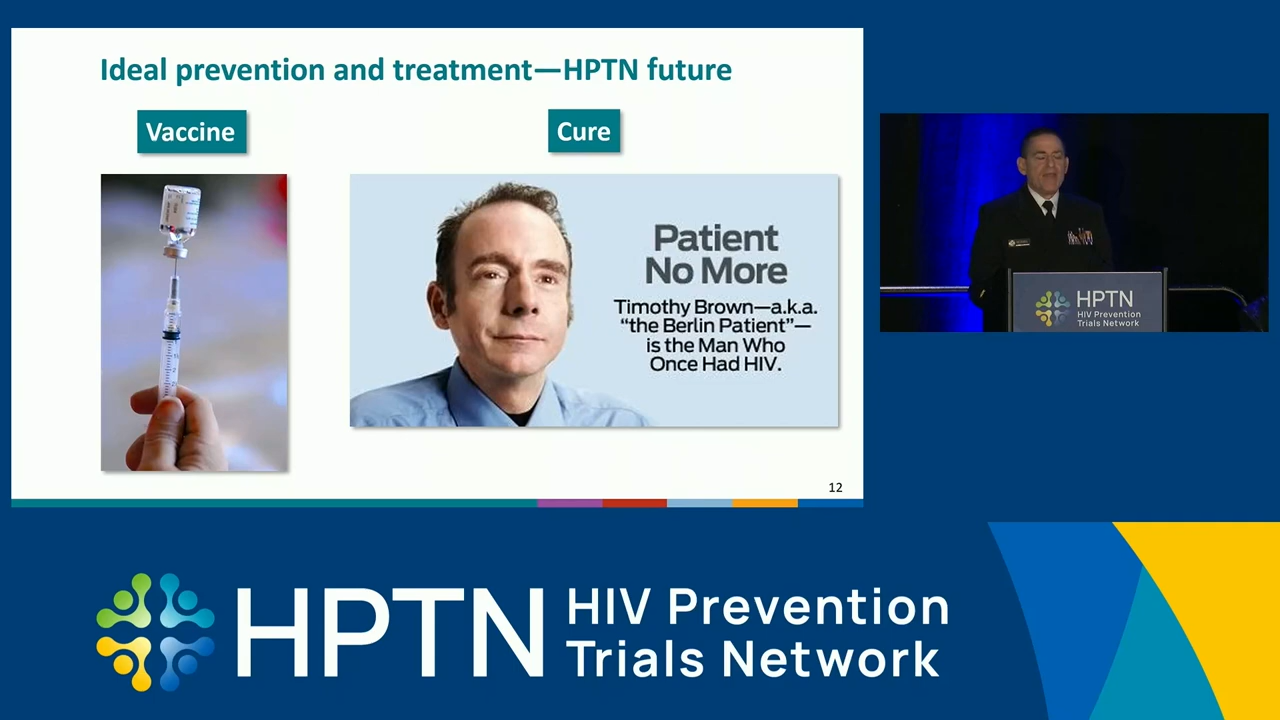 Ideal prevention and treatment—HPTN future
Vaccine
Cure
Patient
No More
Timothy Brown—a.k.a.
“the Berlin Patient”—
is the Man Who
Once Had HIV.
12
HPTN
HIV Prevention
Trials Network
HPTN
HIV Prevention
Trials Network